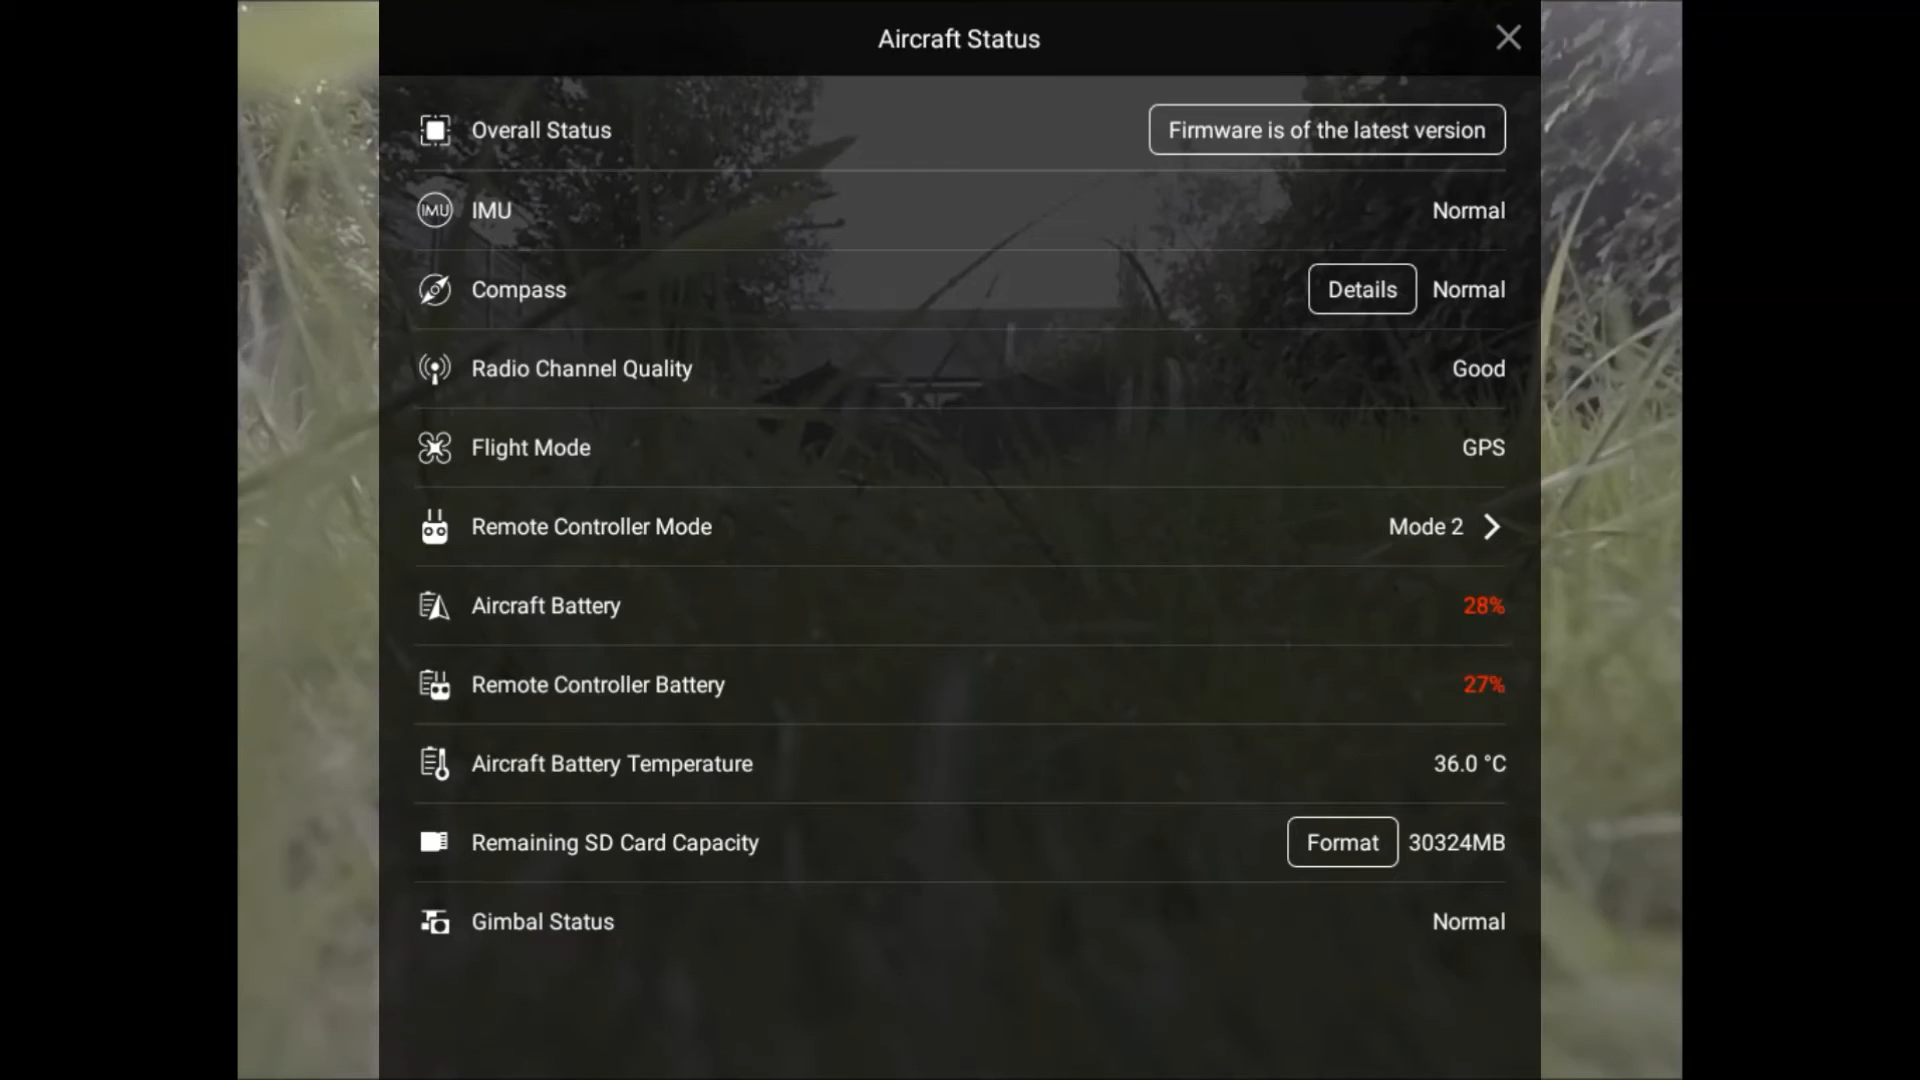 Aircraft Status
Overall Status Firmware is of the latest version
IMU IMU Normal
Compass Details Normal
Radio Channel Quality Good
Flight Mode GPS
Remote Controller Mode Mode 2
Aircraft Battery 28%
Remote Controller Battery 27%
Aircraft Battery Temperature 36.0 °C
Remaining SD Card Capacity Format 30324MB
Gimbal Status Normal